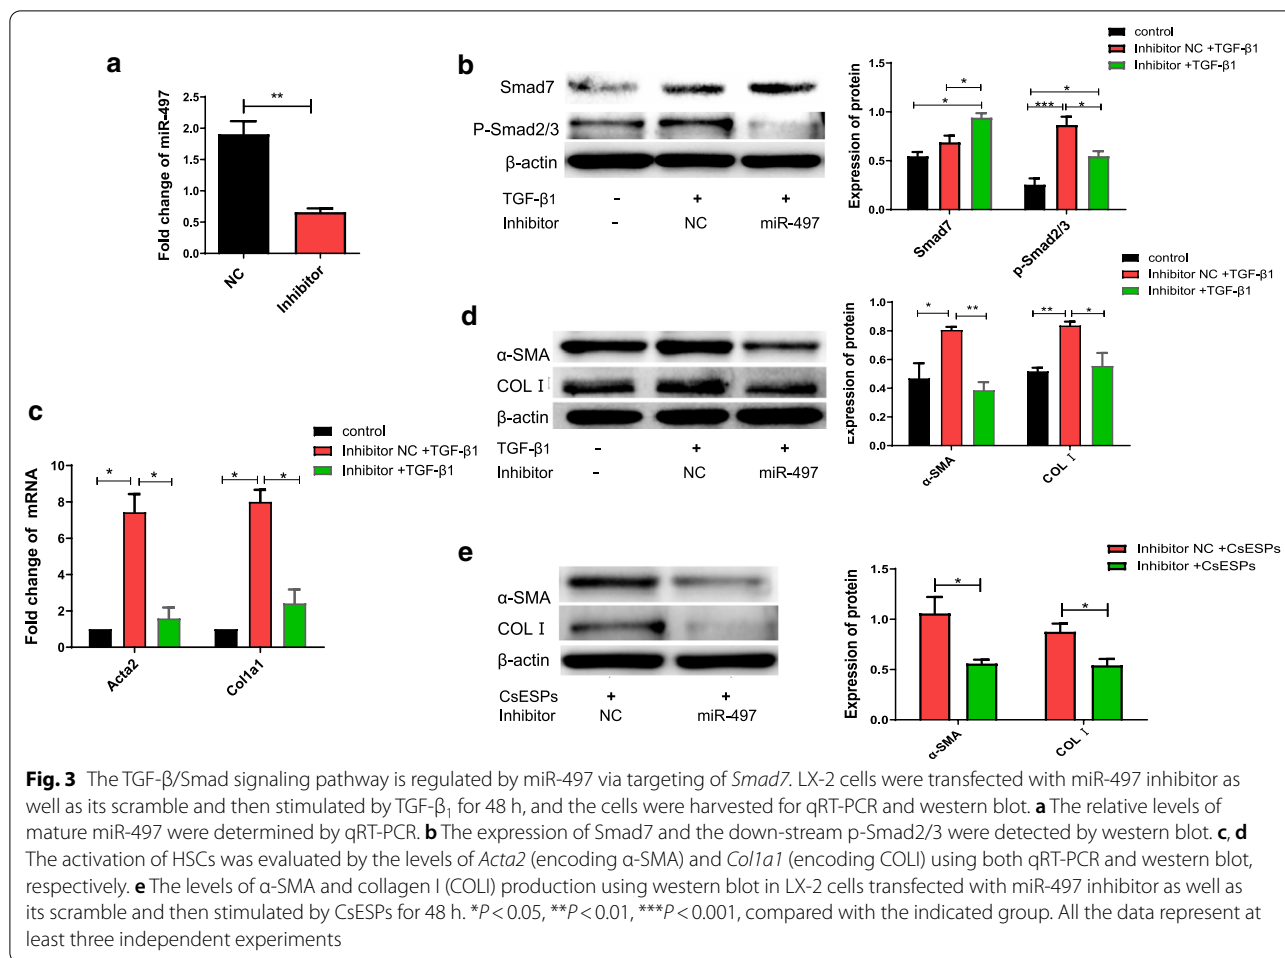 a
Fold change of miR-497
2.5
2.0
1.5
1.0
0.5
0.0
**
NC
Inhibitor
b
Smad7
P-Smad2/3
β-actin
TGF-β1 - + +
Inhibitor - NC miR-497
control
Inhibitor NC +TGF-β1
Inhibitor +TGF-β1
Expression of protein
1.5
1.0
0.5
0.0
*
*
*
***
*
Smad7
p-Smad2/3
c
control
Inhibitor NC +TGF-β1
Inhibitor +TGF-β1
Fold change of mRNA
10
8
6
4
2
0
*
*
*
*
Acta2
Col1a1
d
α-SMA
COL I
β-actin
TGF-β1 - + +
Inhibitor - NC miR-497
control
Inhibitor NC +TGF-β1
Inhibitor +TGF-β1
Expression of protein
1.0
0.8
0.6
0.4
0.2
0.0
*
**
**
*
α-SMA
COL I
e
α-SMA
COL I
β-actin
CsESPs + +
Inhibitor NC miR-497
Inhibitor NC +CsESPs
Inhibitor +CsESPs
Expression of protein
1.5
1.0
0.5
0.0
*
*
α-SMA
COL I
Fig. 3 The TGF-β/Smad signaling pathway is regulated by miR-497 via targeting of Smad7. LX-2 cells were transfected with miR-497 inhibitor as
well as its scramble and then stimulated by TGF-β₁ for 48 h, and the cells were harvested for qRT-PCR and western blot. a The relative levels of
mature miR-497 were determined by qRT-PCR. b The expression of Smad7 and the down-stream p-Smad2/3 were detected by western blot. c, d
The activation of HSCs was evaluated by the levels of Acta2 (encoding α-SMA) and Col1a1 (encoding COLI) using both qRT-PCR and western blot,
respectively. e The levels of α-SMA and collagen I (COLI) production using western blot in LX-2 cells transfected with miR-497 inhibitor as well as
its scramble and then stimulated by CsESPs for 48 h. *P < 0.05, **P < 0.01, ***P < 0.001, compared with the indicated group. All the data represent at
least three independent experiments